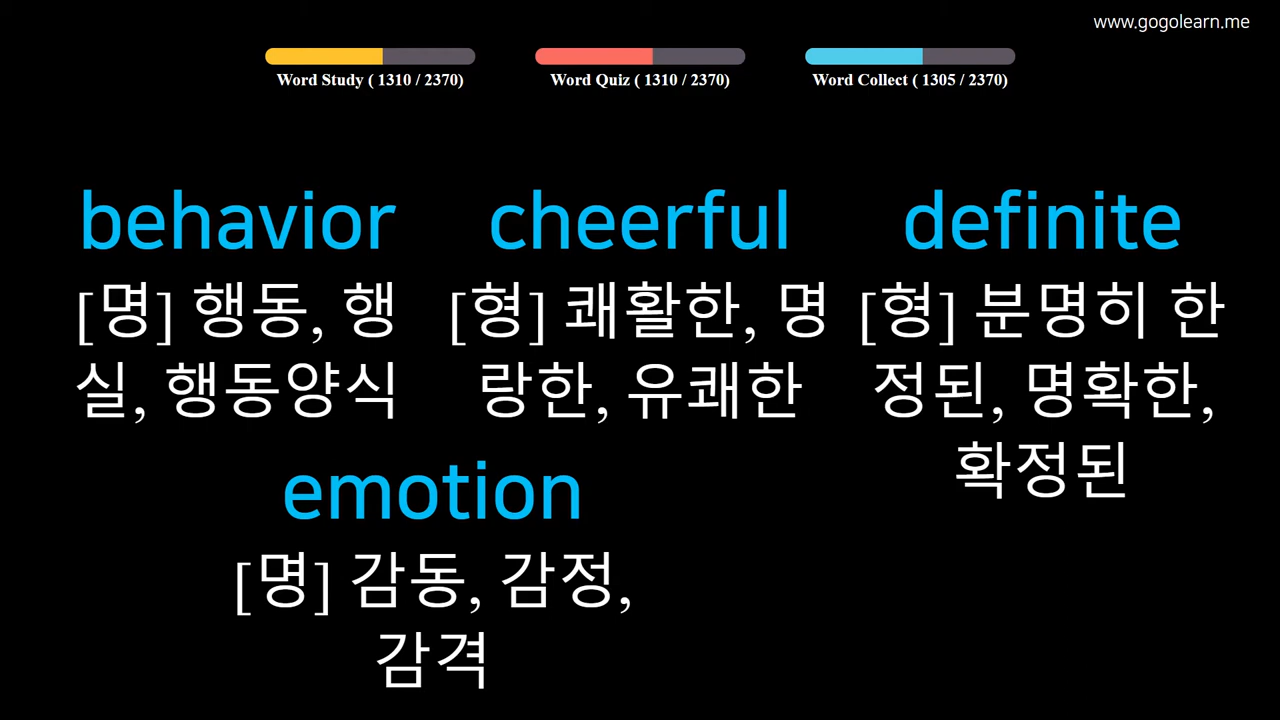 www.gogolearn.me
Word Study ( 1310 / 2370)
Word Quiz ( 1310 / 2370)
Word Collect ( 1305 / 2370)
behavior
[명] 행동, 행
실, 행동양식
cheerful
[형] 쾌활한, 명
랑한, 유쾌한
definite
[형] 분명히 한
정된, 명확한,
확정된
emotion
[명] 감동, 감정,
감격